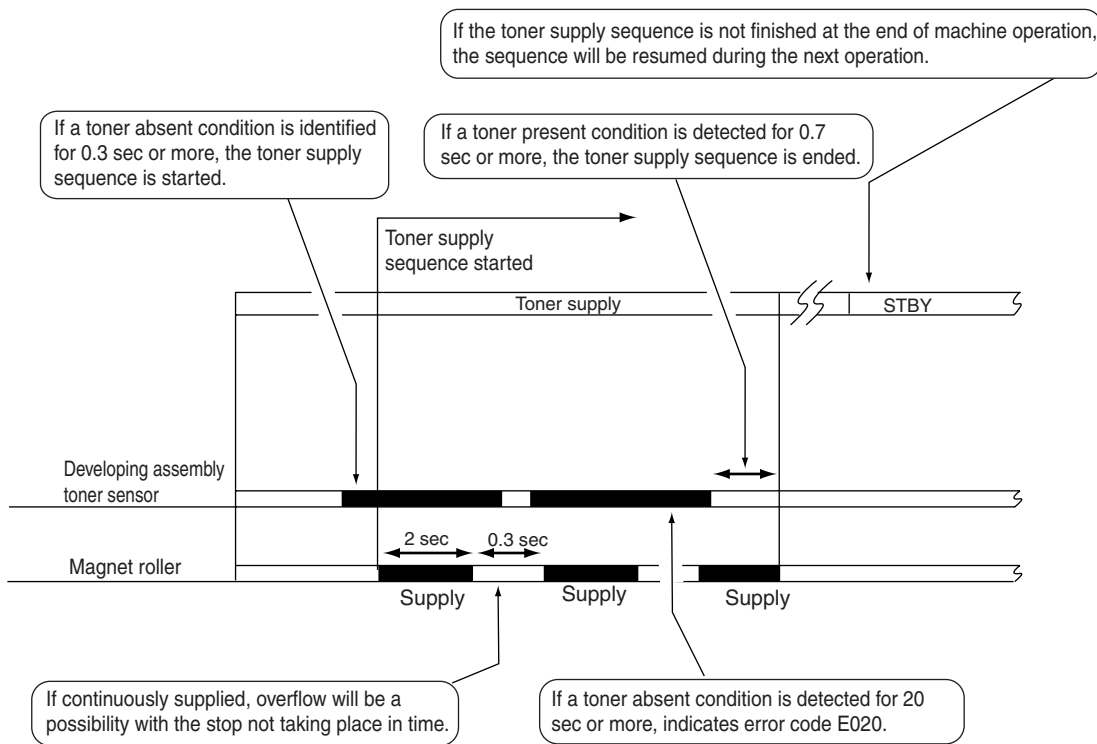 If the toner supply sequence is not finished at the end of machine operation,
the sequence will be resumed during the next operation.
If a toner absent condition is identified
for 0.3 sec or more, the toner supply
sequence is started.
If a toner present condition is detected for 0.7
sec or more, the toner supply sequence is ended.
Toner supply
sequence started
Toner supply
STBY
Developing assembly
toner sensor
2 sec
0.3 sec
Magnet roller
Supply
Supply
Supply
If continuously supplied, overflow will be a
possibility with the stop not taking place in time.
If a toner absent condition is detected for 20
sec or more, indicates error code E020.